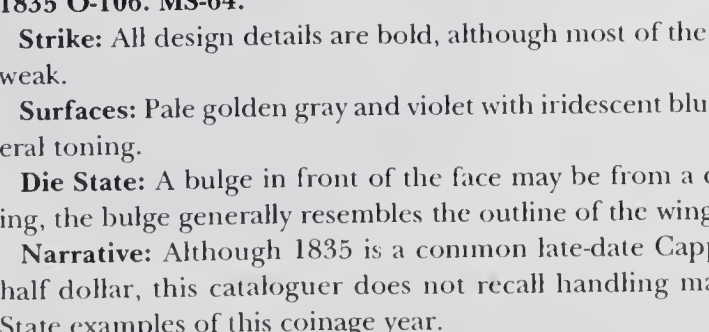 1835 O-106. MS-64.
Strike: All design details are bold, although most of the
weak.
Surfaces: Pale golden gray and violet with iridescent blu
eral toning.
Die State: A bulge in front of the face may be from a
ing, the bulge generally resembles the outline of the wing
Narrative: Although 1835 is a common late-date Capp
half dollar, this cataloguer does not recall handling ma
State examples of this coinage year.